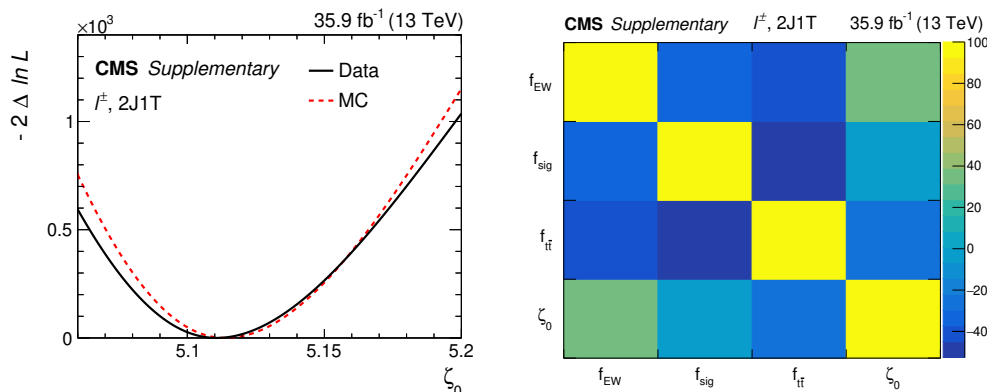 ×10³
35.9 fb⁻¹ (13 TeV)
CMS Supplementary
l±, 2J1T
Data
MC
- 2 Δ ln L
1
0.5
0
5.1
5.15
5.2
ζ₀
CMS Supplementary
l±, 2J1T
35.9 fb⁻¹ (13 TeV)
f_EW
f_sig
f_tt̄
ζ₀
f_EW
f_sig
f_tt̄
ζ₀
100
80
60
40
20
0
−20
−40